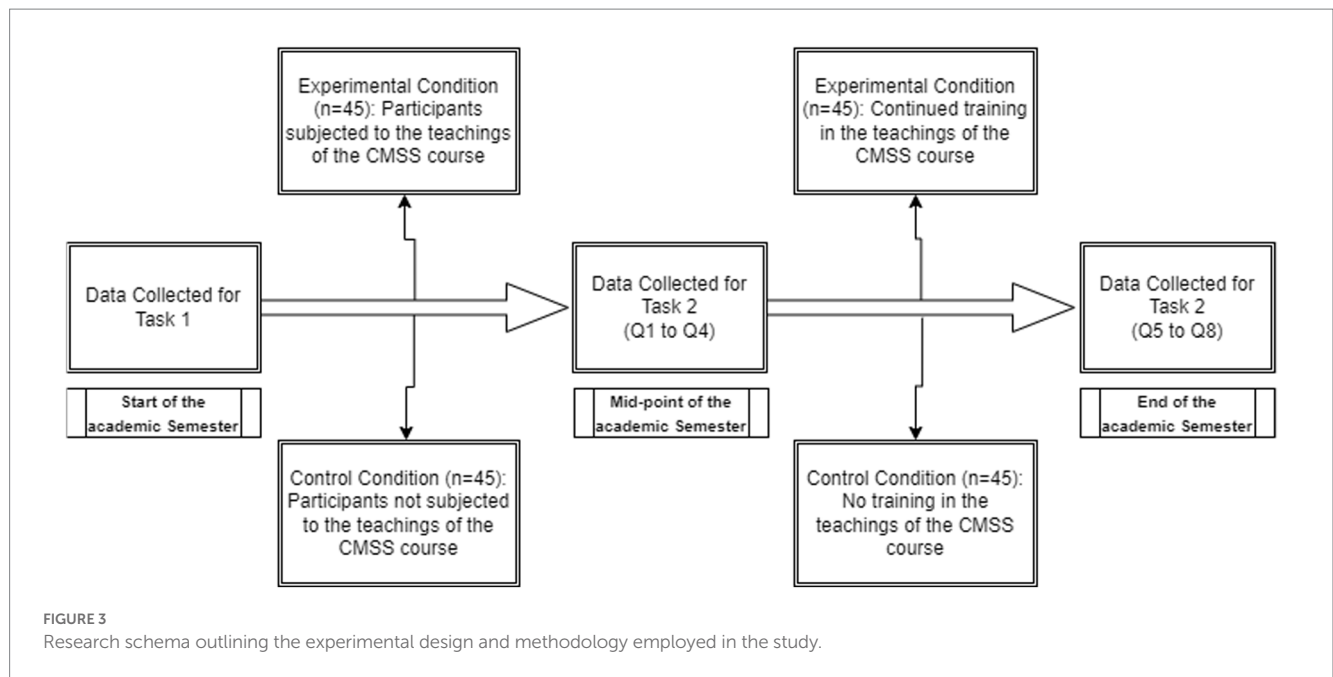 Experimental Condition
(n=45): Participants
subjected to the teachings
of the CMSS course
Experimental Condition
(n=45): Continued training
in the teachings of the
CMSS course
Data Collected for
Task 1
Data Collected for
Task 2
(Q1 to Q4)
Data Collected for
Task 2
(Q5 to Q8)
Start of the
academic Semester
Mid-point of the
academic Semester
End of the
academic Semester
Control Condition (n=45):
Participants not subjected
to the teachings of the
CMSS course
Control Condition (n=45):
No training in the
teachings of the CMSS
course
FIGURE 3
Research schema outlining the experimental design and methodology employed in the study.